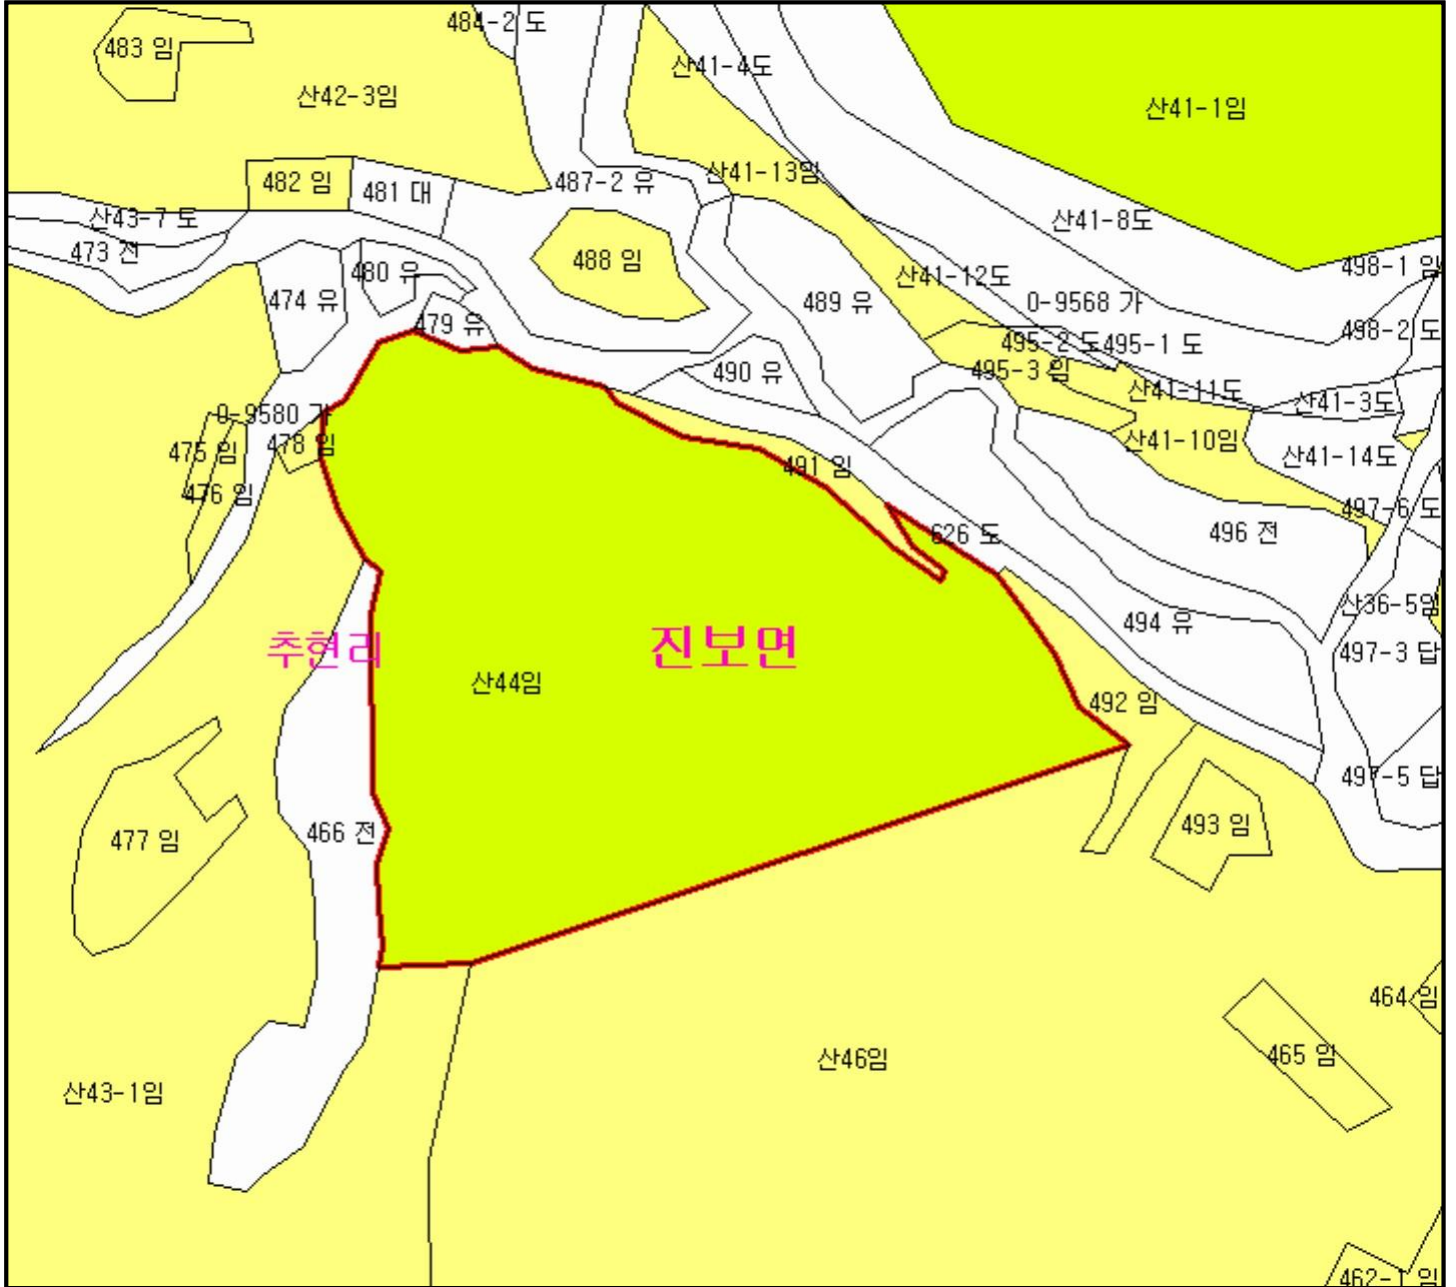 484-2 도
483 임
산41-4도
산42-3임
산41-1임
산41-13임
482 임
481 대
487-2 유
산43-7 도
산41-8도
473 전
488 임
498-1 임
480 유
산41-12도
474 유
489 유
0-9568 가
479 유
498-2 도
495-2 도
495-1 도
490 유
495-3 임
산41-11도
산41-3도
0-9580 가
478 임
산41-10임
475 임
산41-14도
491 임
476 임
497-6 도
626 도
496 전
산36-5임
494 유
추현리
진보면
497-3 답
산44임
492 임
497-5 답
493 임
466 전
477 임
464 임
465 임
산46임
산43-1임
462-1 임